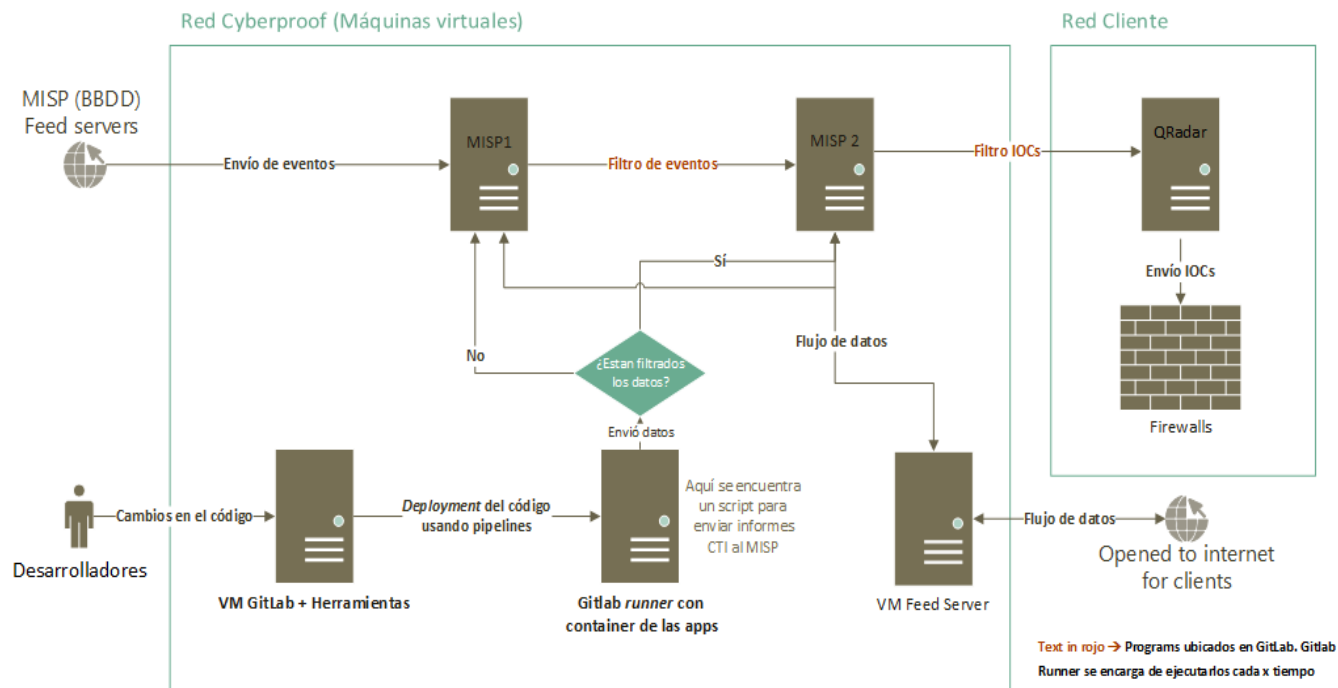 Red Cyberproof (Máquinas virtuales)
Red Cliente
MISP (BBDD)
Feed servers
Envío de eventos
MISP1
Filtro de eventos
MISP 2
Filtro IOCs
QRadar
Envío IOCs
Firewalls
Sí
No
¿Estan filtrados
los datos?
Flujo de datos
Envió datos
Desarrolladores
Cambios en el código
VM GitLab + Herramientas
Deployment del código
usando pipelines
Gitlab runner con
container de las apps
Aquí se encuentra
un script para
enviar informes
CTI al MISP
VM Feed Server
Flujo de datos
Opened to internet
for clients
Text in rojo → Programs ubicados en GitLab. Gitlab
Runner se encarga de ejecutarlos cada x tiempo